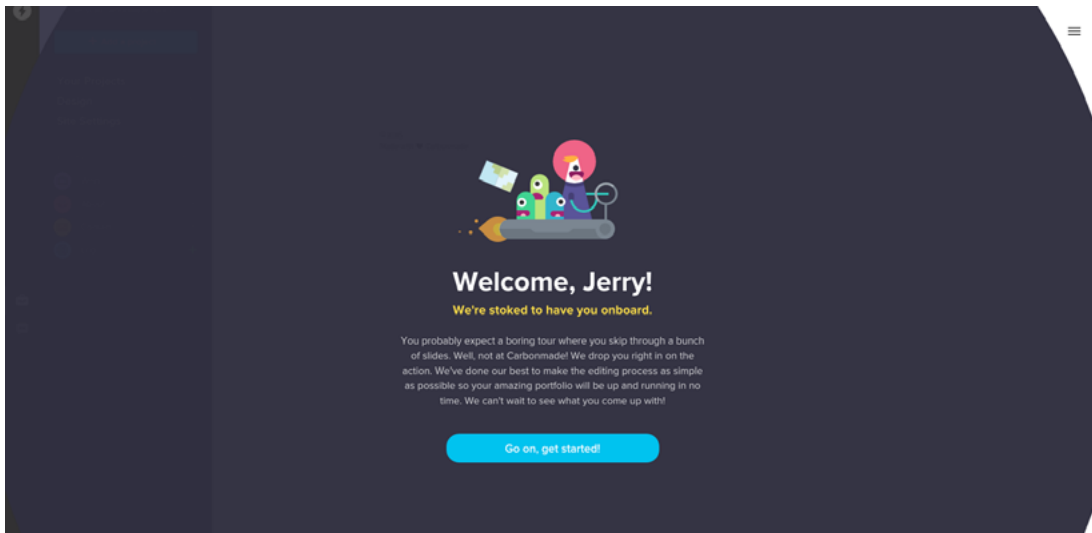 Welcome, Jerry!
We're stoked to have you onboard.
You probably expect a boring tour where you skip through a bunch
of slides. Well, not at Carbonmade! We drop you right in on the
action. We've done our best to make the editing process as simple
as possible so your amazing portfolio will be up and running in no
time. We can't wait to see what you come up with!
Go on, get started!